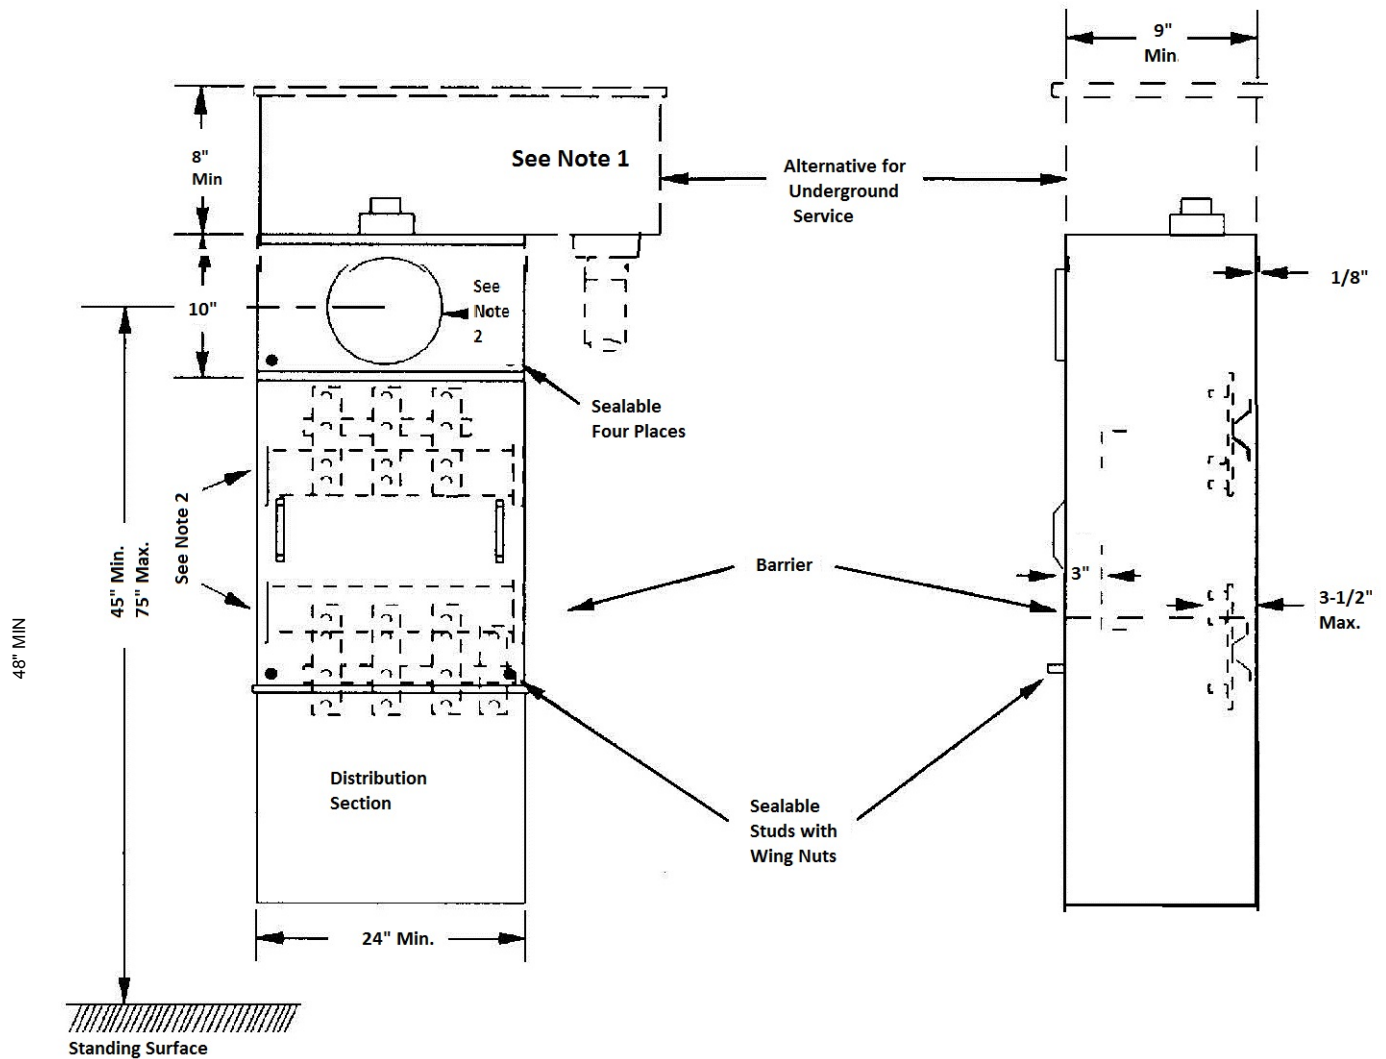 9"
Min.
8"
Min
See Note 1
Alternative for
Underground
Service
10"
See
Note
2
1/8"
Sealable
Four Places
See Note 2
45" Min.
75" Max.
48" MIN
Barrier
3"
3-1/2"
Max.
Distribution
Section
Sealable
Studs with
Wing Nuts
24" Min.
Standing Surface